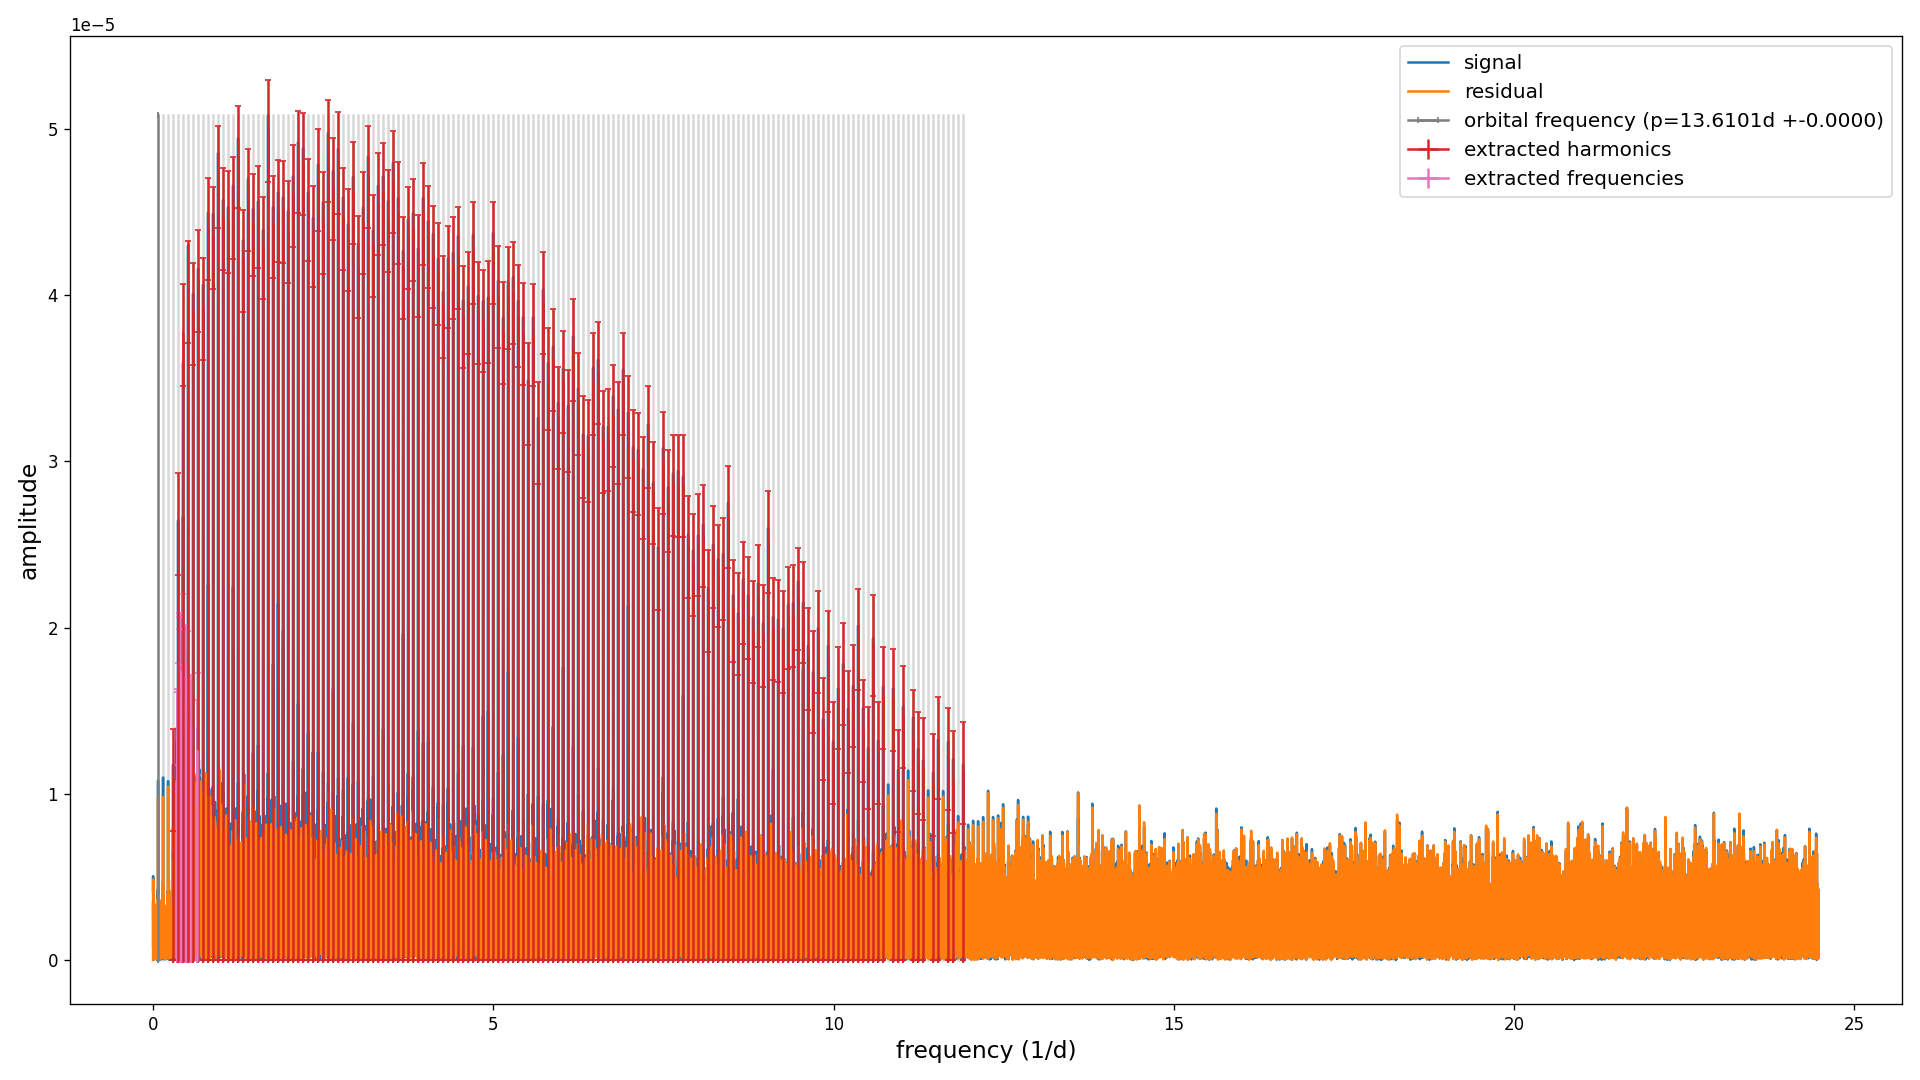 1e−5
signal
residual
orbital frequency (p=13.6101d +-0.0000)
extracted harmonics
extracted frequencies
5
4
3
2
1
0
amplitude
0 5 10 15 20 25
frequency (1/d)